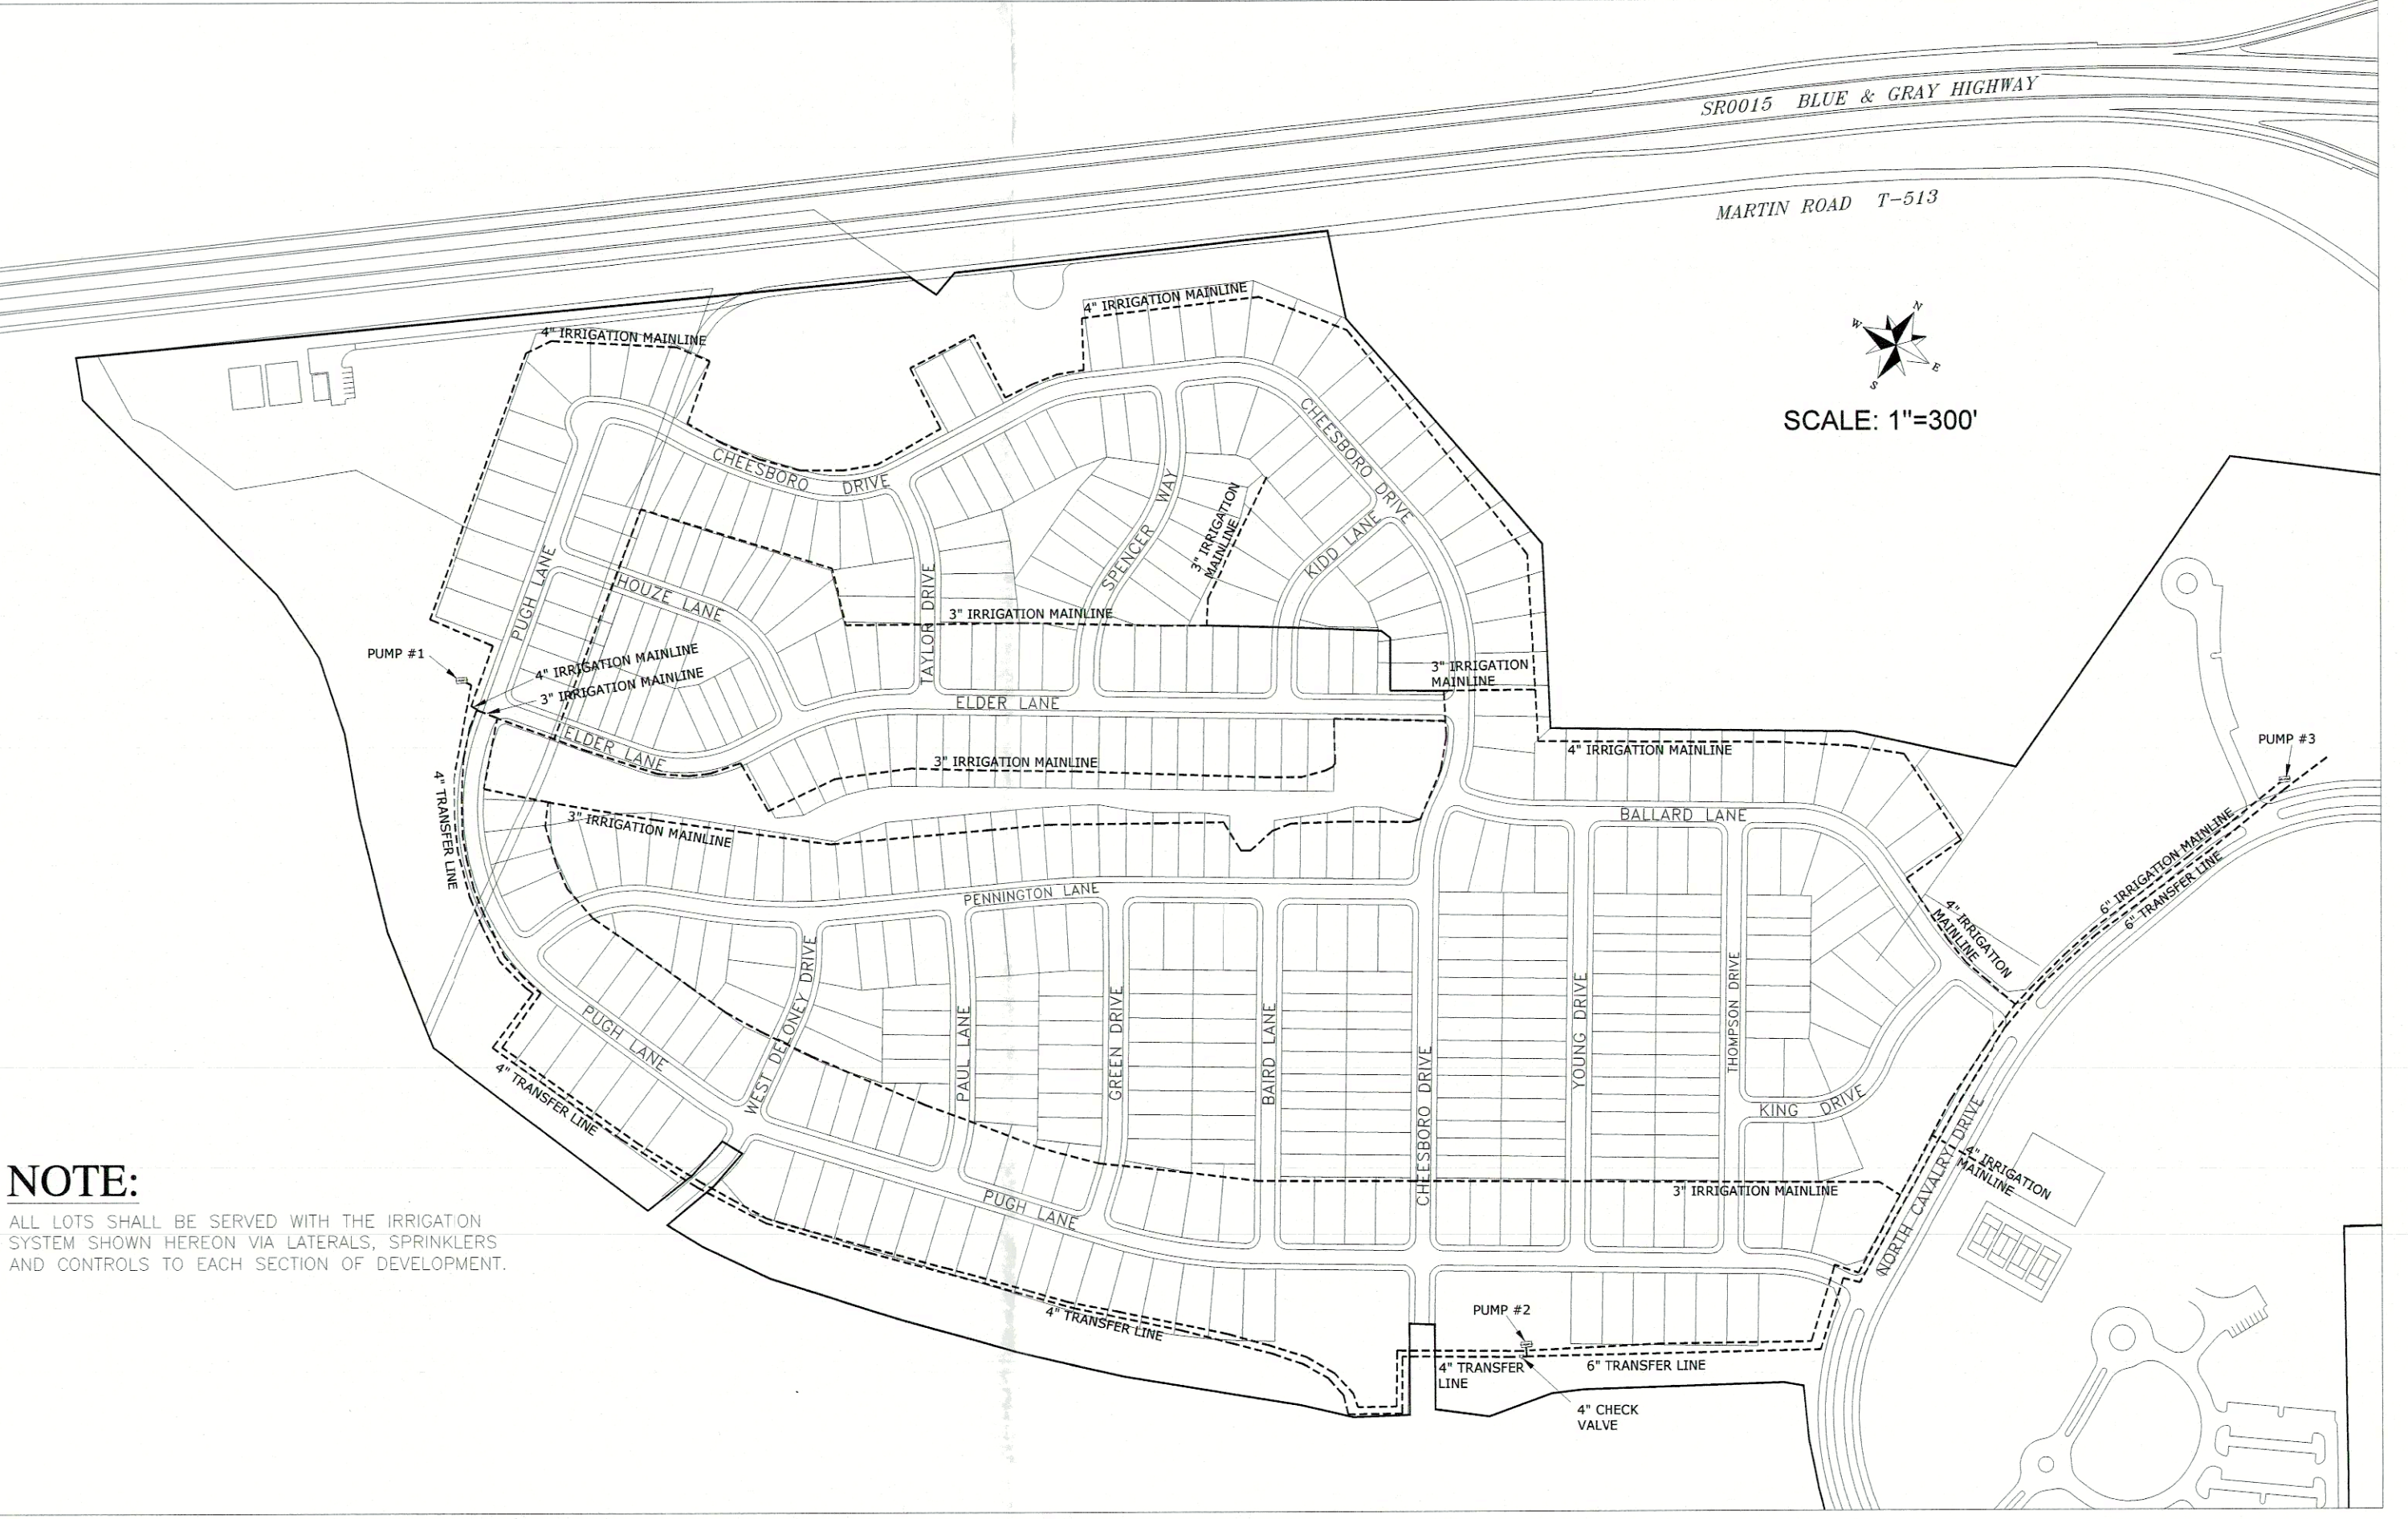 SR0015 BLUE & GRAY HIGHWAY
MARTIN ROAD T-513
N
W
E
S
SCALE: 1"=300'
4" IRRIGATION MAINLINE
4" IRRIGATION MAINLINE
CHEESBORO DRIVE
CHEESBORO DRIVE
SPENCER WAY
3" IRRIGATION
MAINLINE
KIDD LANE
PUGH LANE
HOUZE LANE
TAYLOR DRIVE
3" IRRIGATION MAINLINE
PUMP #1
4" IRRIGATION MAINLINE
3" IRRIGATION MAINLINE
3" IRRIGATION
MAINLINE
ELDER LANE
ELDER LANE
3" IRRIGATION MAINLINE
4" IRRIGATION MAINLINE
PUMP #3
4" TRANSFER LINE
3" IRRIGATION MAINLINE
BALLARD LANE
6" IRRIGATION MAINLINE
6" TRANSFER LINE
PENNINGTON LANE
4" IRRIGATION
MAINLINE
PUGH LANE
WEST DELONEY DRIVE
PAUL LANE
GREEN DRIVE
BAIRD LANE
CHEESBORO DRIVE
YOUNG DRIVE
THOMPSON DRIVE
KING DRIVE
4" TRANSFER LINE
NORTH CAVALRY DRIVE
4" IRRIGATION
MAINLINE
3" IRRIGATION MAINLINE
PUGH LANE
NOTE:
ALL LOTS SHALL BE SERVED WITH THE IRRIGATION
SYSTEM SHOWN HEREON VIA LATERALS, SPRINKLERS
AND CONTROLS TO EACH SECTION OF DEVELOPMENT.
4" TRANSFER LINE
PUMP #2
4" TRANSFER
LINE
6" TRANSFER LINE
4" CHECK
VALVE